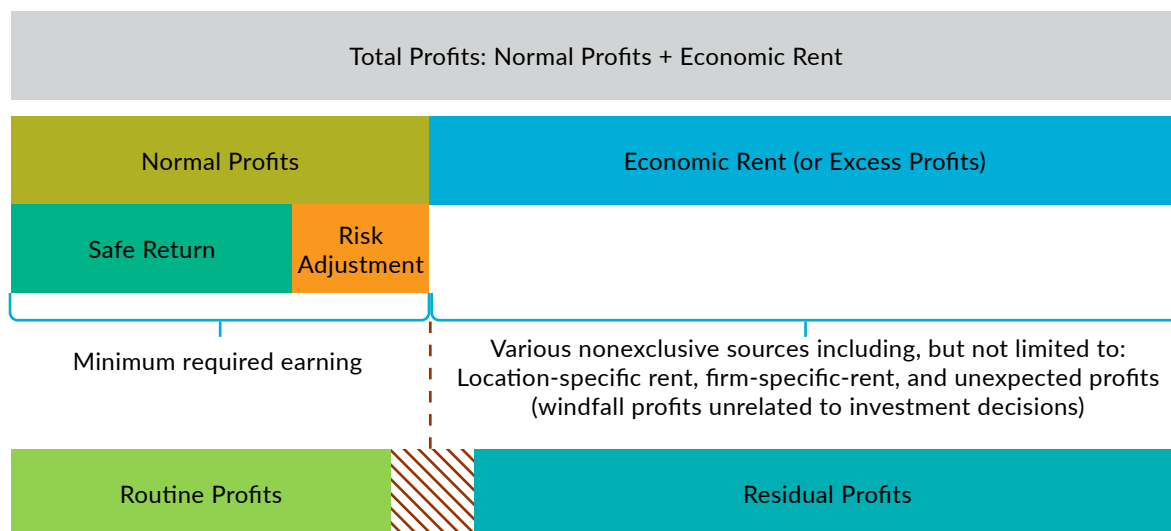 Total Profits: Normal Profits + Economic Rent
Normal Profits
Economic Rent (or Excess Profits)
Safe Return
Risk
Adjustment
Minimum required earning
Various nonexclusive sources including, but not limited to:
Location-specific rent, firm-specific-rent, and unexpected profits
(windfall profits unrelated to investment decisions)
Routine Profits
Residual Profits